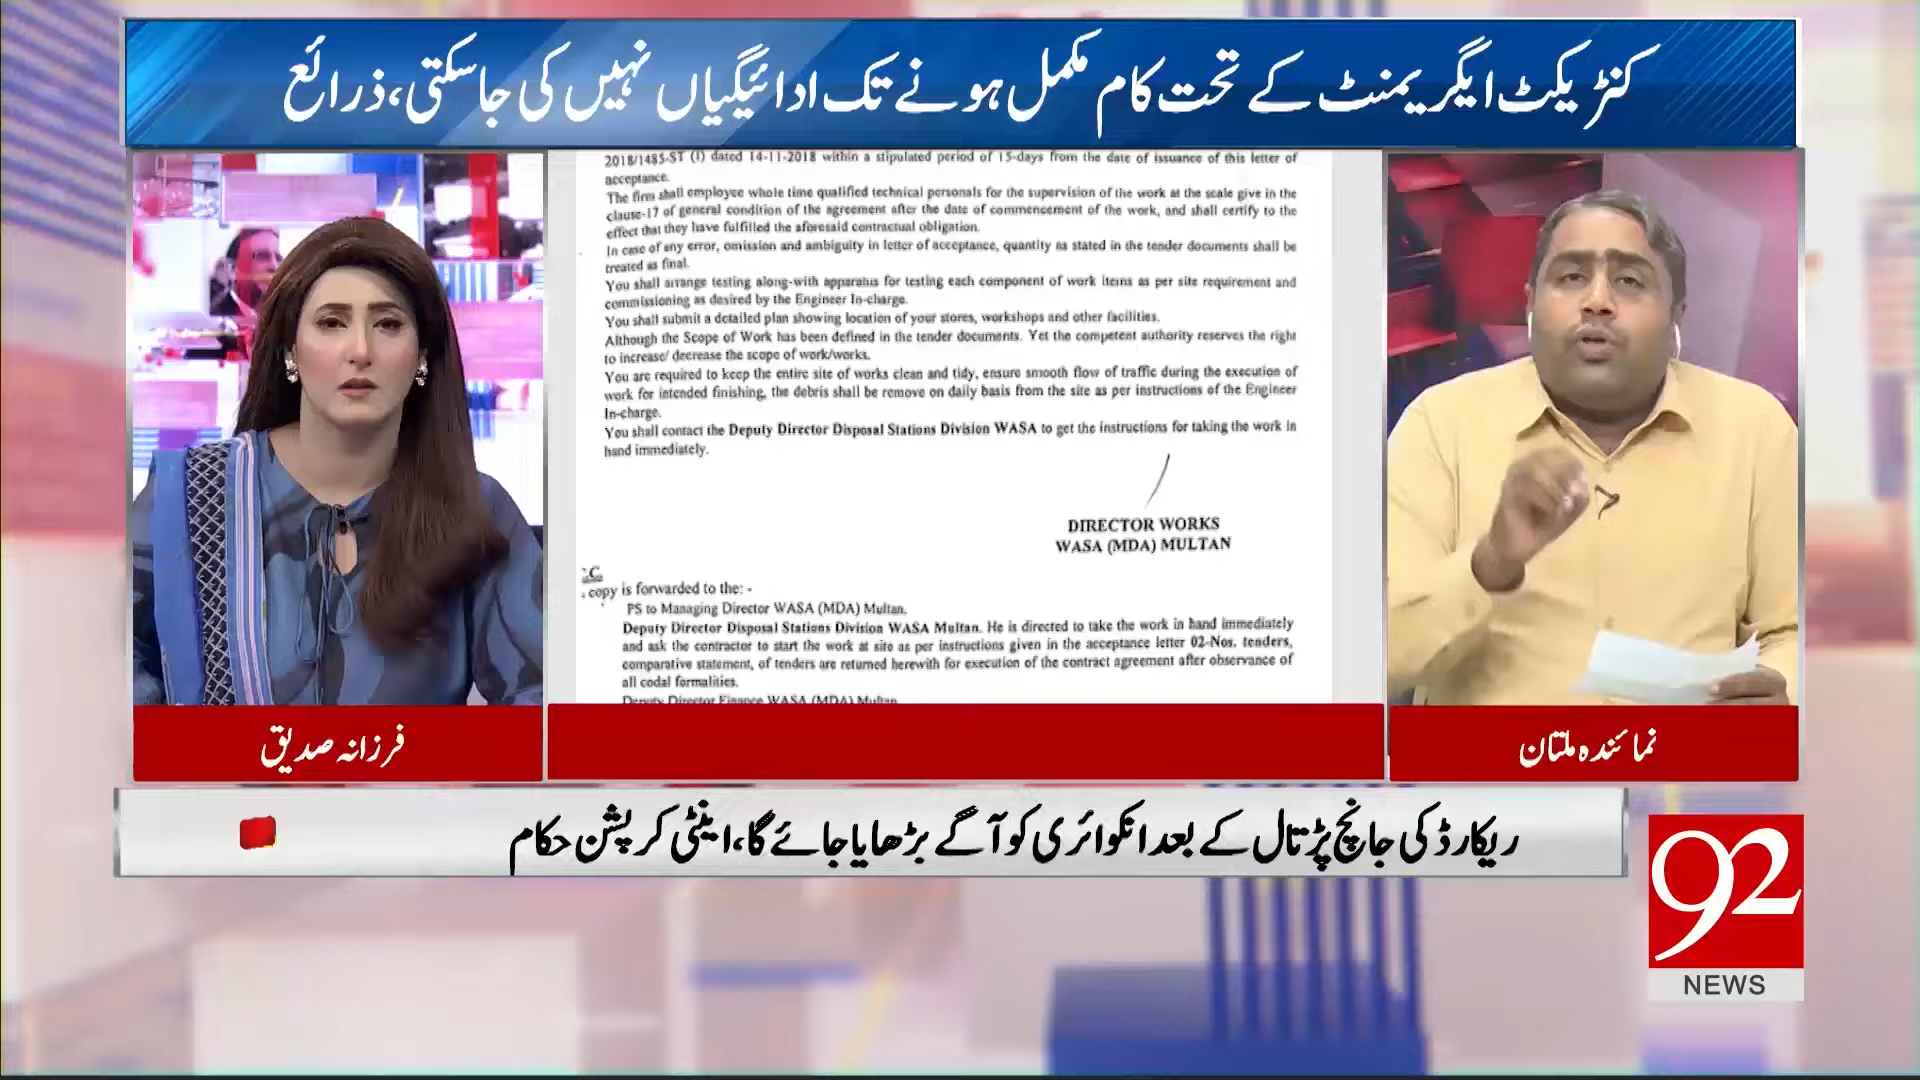 کنٹریکٹ ایگریمنٹ کے تحت کام مکمل ہونے تک ادائیگیاں نہیں کی جاسکتی، ذرائع
2018/1485-ST (I) dated 14-11-2018 within a stipulated period of 15-days from the date of issuance of this letter of
acceptance.
The firm shall employee whole time qualified technical personals for the supervision of the work at the scale give in the
clause-17 of general condition of the agreement after the date of commencement of the work, and shall certify to the
effect that they have fulfilled the aforesaid contractual obligation.
In case of any error, omission and ambiguity in letter of acceptance, quantity as stated in the tender documents shall be
treated as final.
You shall arrange testing along-with apparatus for testing each component of work items as per site requirement and
commissioning as desired by the Engineer In-charge.
You shall submit a detailed plan showing location of your stores, workshops and other facilities.
Although the Scope of Work has been defined in the tender documents. Yet the competent authority reserves the right
to increase/ decrease the scope of work/works.
You are required to keep the entire site of works clean and tidy, ensure smooth flow of traffic during the execution of
work for intended finishing, the debris shall be remove on daily basis from the site as per instructions of the Engineer
In-charge.
You shall contact the Deputy Director Disposal Stations Division WASA to get the instructions for taking the work in
hand immediately.
DIRECTOR WORKS
WASA (MDA) MULTAN
copy is forwarded to the: -
PS to Managing Director WASA (MDA) Multan.
Deputy Director Disposal Stations Division WASA Multan. He is directed to take the work in hand immediately
and ask the contractor to start the work at site as per instructions given in the acceptance letter 02-Nos. tenders,
comparative statement, of tenders are returned herewith for execution of the contract agreement after observance of
all codal formalities.
Deputy Director Finance WASA (MDA) Multan
فرزانہ صدیق
نمائندہ ملتان
ریکارڈ کی جانچ پڑتال کے بعد انکوائری کو آگے بڑھایا جائے گا، اینٹی کرپشن حکام
92
NEWS